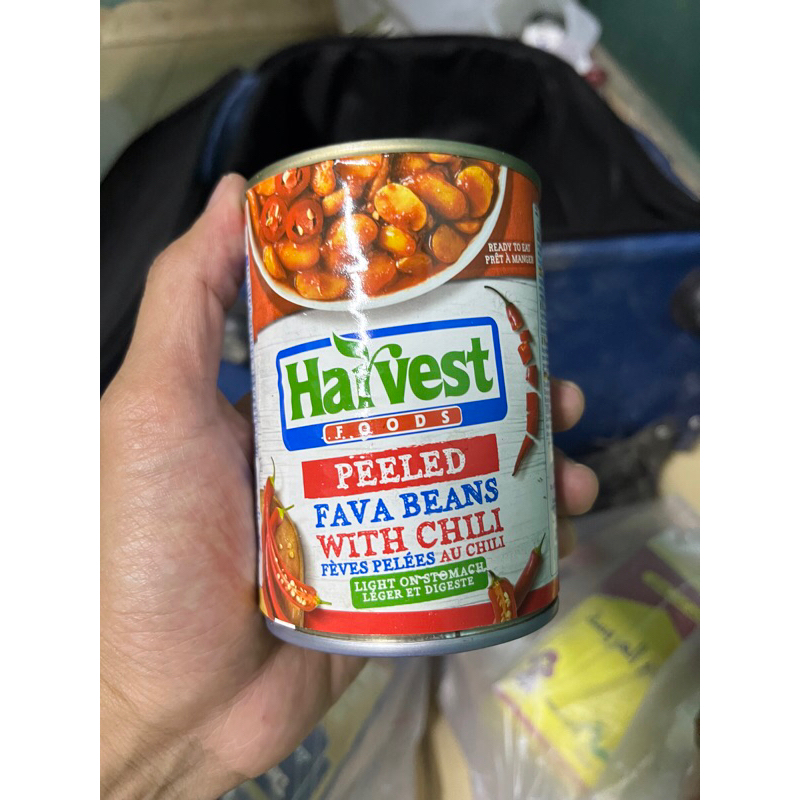 READY TO EAT
PRÊT À MANGER
Harvest
FOODS
PEELED
FAVA BEANS
WITH CHILI
FÈVES PELÉES AU CHILI
LIGHT ON STOMACH
LÉGER ET DIGESTE